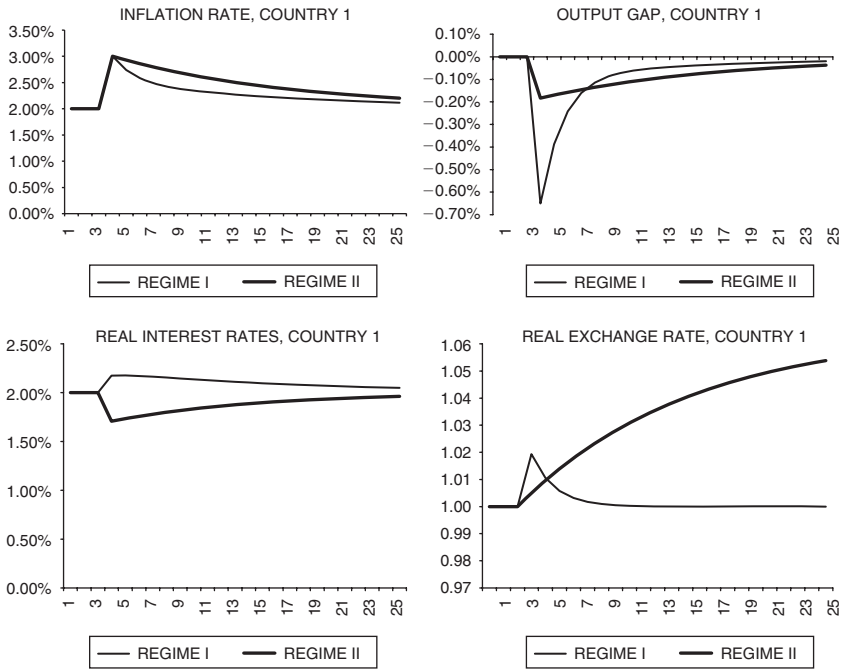 INFLATION RATE, COUNTRY 1
3.50%
3.00%
2.50%
2.00%
1.50%
1.00%
0.50%
0.00%
1 3 5 7 9 11 13 15 17 19 21 23 25
REGIME I REGIME II
OUTPUT GAP, COUNTRY 1
0.10%
0.00%
−0.10%
−0.20%
−0.30%
−0.40%
−0.50%
−0.60%
−0.70%
1 3 5 7 9 11 13 15 17 19 21 23 25
REGIME I REGIME II
REAL INTEREST RATES, COUNTRY 1
2.50%
2.00%
1.50%
1.00%
0.50%
0.00%
1 3 5 7 9 11 13 15 17 19 21 23 25
REGIME I REGIME II
REAL EXCHANGE RATE, COUNTRY 1
1.06
1.05
1.04
1.03
1.02
1.01
1.00
0.99
0.98
0.97
1 3 5 7 9 11 13 15 17 19 21 23 25
REGIME I REGIME II